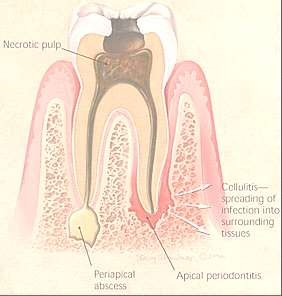 Necrotic pulp
Cellulitis—
spreading of
infection into
surrounding
tissues
Periapical
abscess
Apical periodontitis